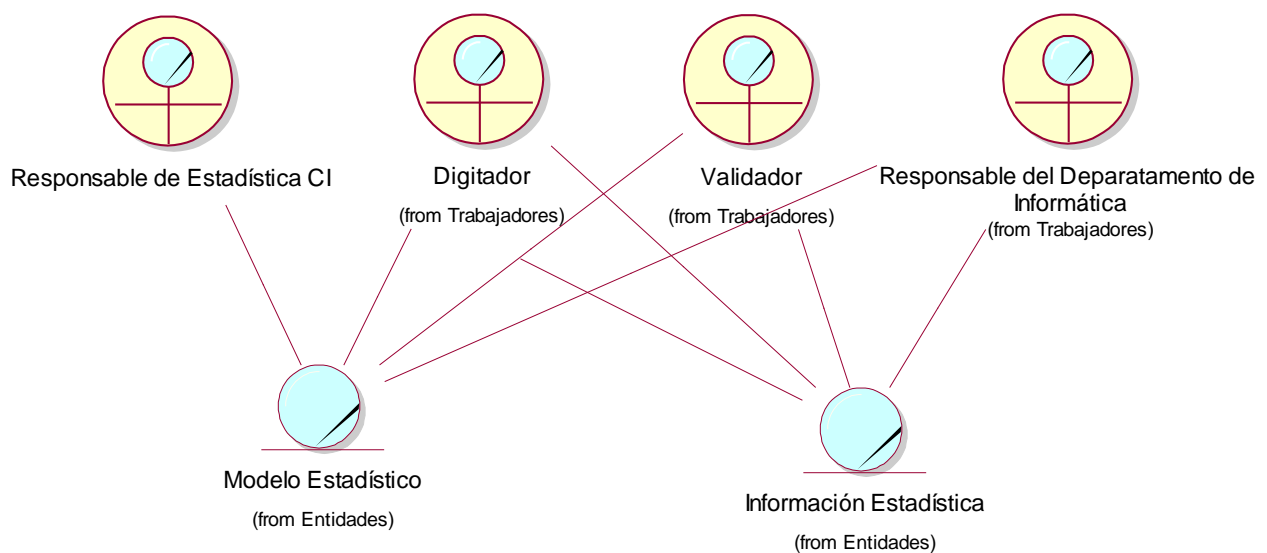 Responsable de Estadística CI
Digitador
(from Trabajadores)
Validador
(from Trabajadores)
Responsable del Deparatamento de
Informática
(from Trabajadores)
Modelo Estadístico
(from Entidades)
Información Estadística
(from Entidades)